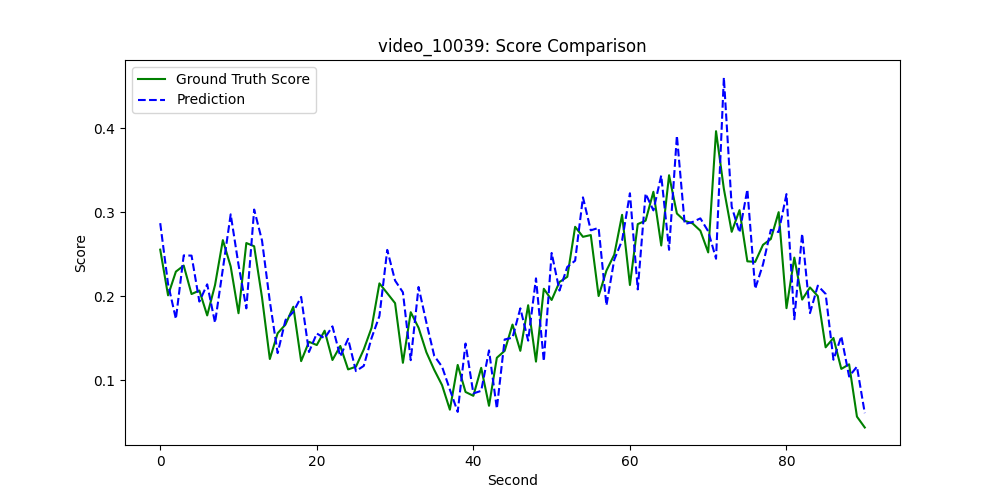 video_10039: Score Comparison
Ground Truth Score
Prediction
Score
0.4
0.3
0.2
0.1
0 20 40 60 80
Second